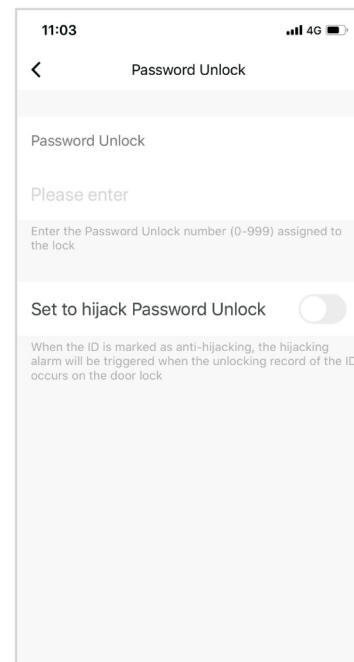 11:03
4G
Password Unlock
Password Unlock
Please enter
Enter the Password Unlock number (0-999) assigned to
the lock
Set to hijack Password Unlock
When the ID is marked as anti-hijacking, the hijacking
alarm will be triggered when the unlocking record of the ID
occurs on the door lock